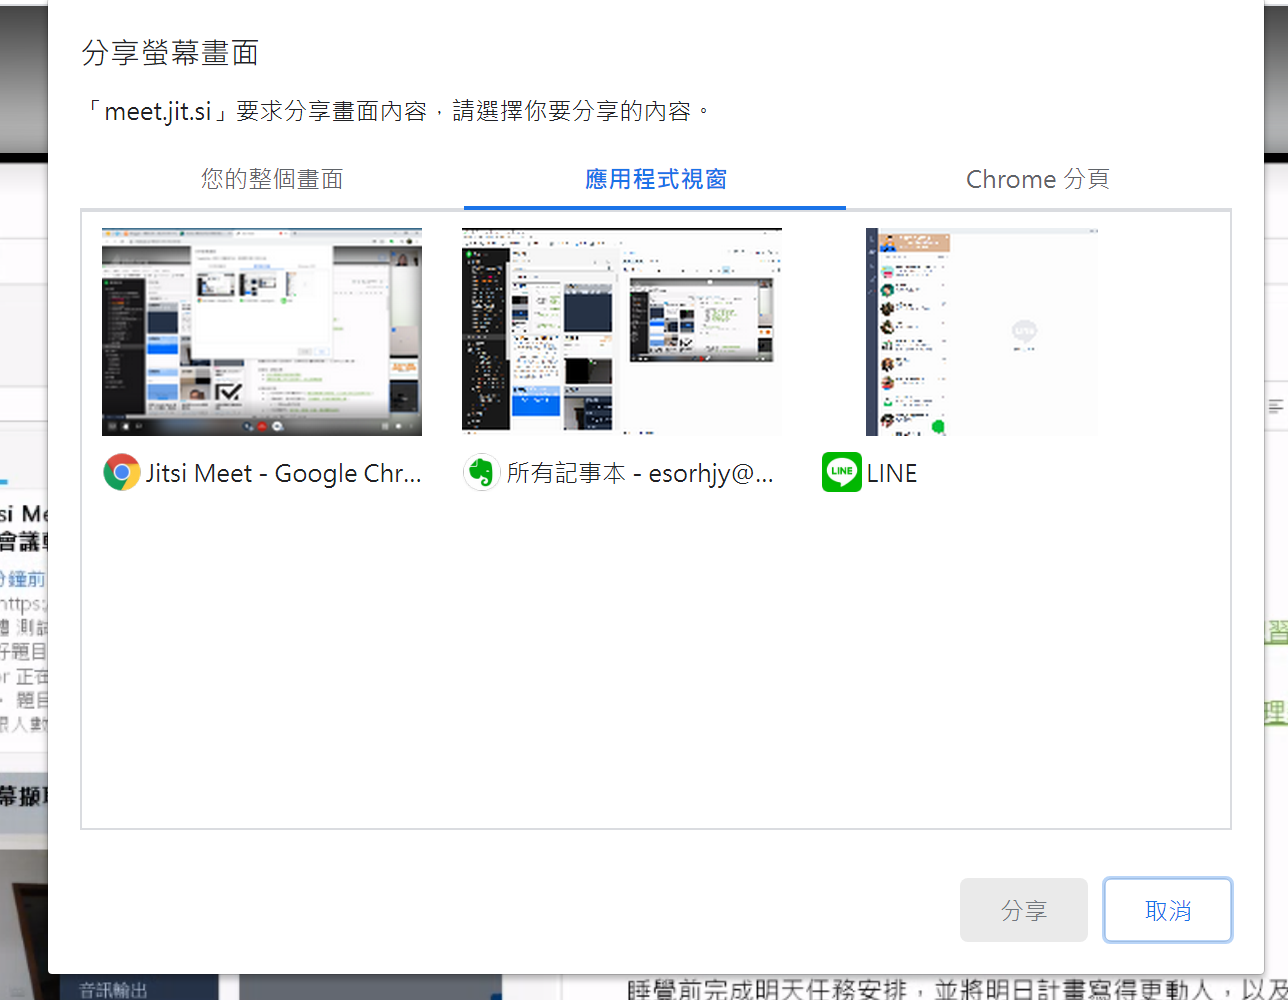 分享螢幕畫面
「meet.jit.si」要求分享畫面內容，請選擇你要分享的內容。
您的整個畫面
應用程式視窗
Chrome 分頁
Jitsi Meet - Google Chr...
所有記事本 - esorhjy@...
LINE
LINE
分享
取消
si Me
會議
分鐘前
https:/
測試
好題目
or 正在
題目
限人數
幕擷
習
理
音訊輸出
睡覺前完成明天任務安排，並將明日計畫寫得更動人，以及